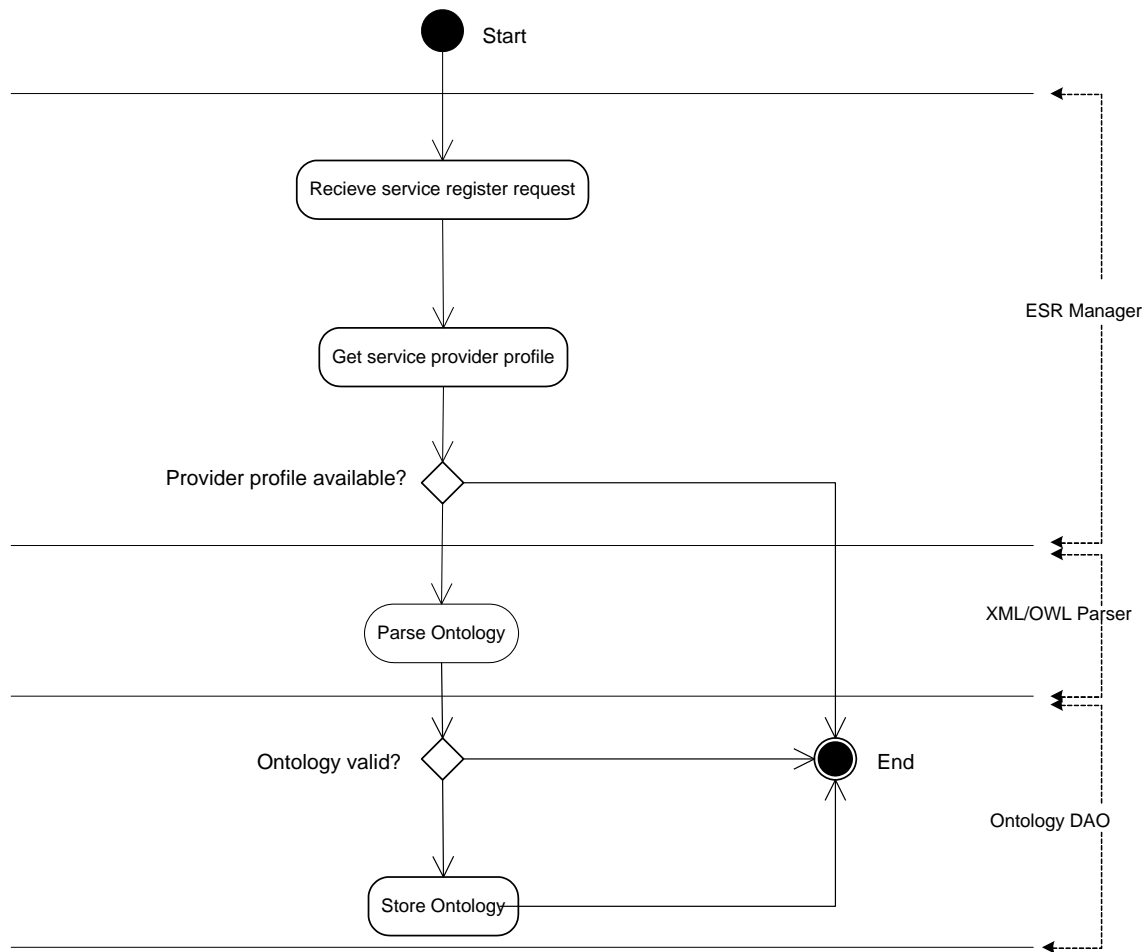 Start
Recieve service register request
ESR Manager
Get service provider profile
Provider profile available?
XML/OWL Parser
Parse Ontology
Ontology valid?
End
Ontology DAO
Store Ontology